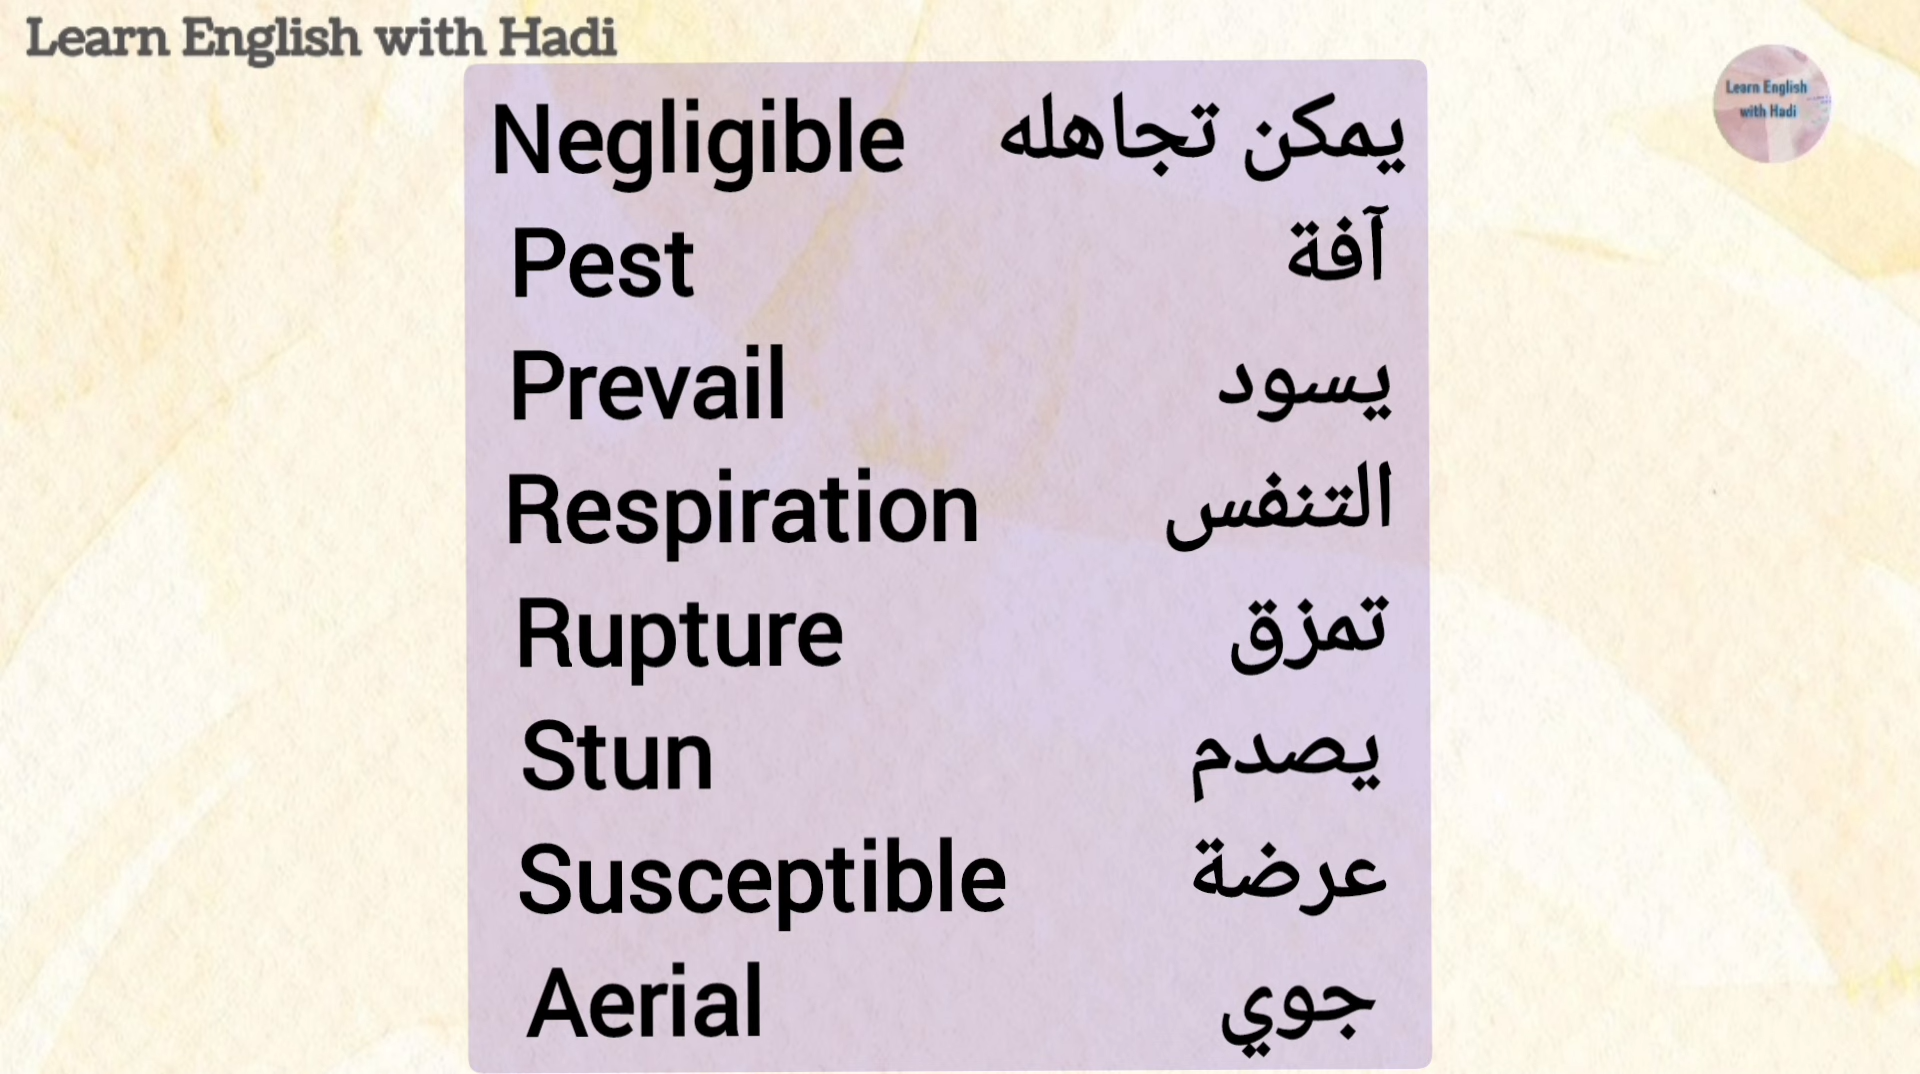 Learn English with Hadi
Learn English
with Hadi
Negligible يمكن تجاهله
Pest آفة
Prevail يسود
Respiration التنفس
Rupture تمزق
Stun يصدم
Susceptible عرضة
Aerial جوي